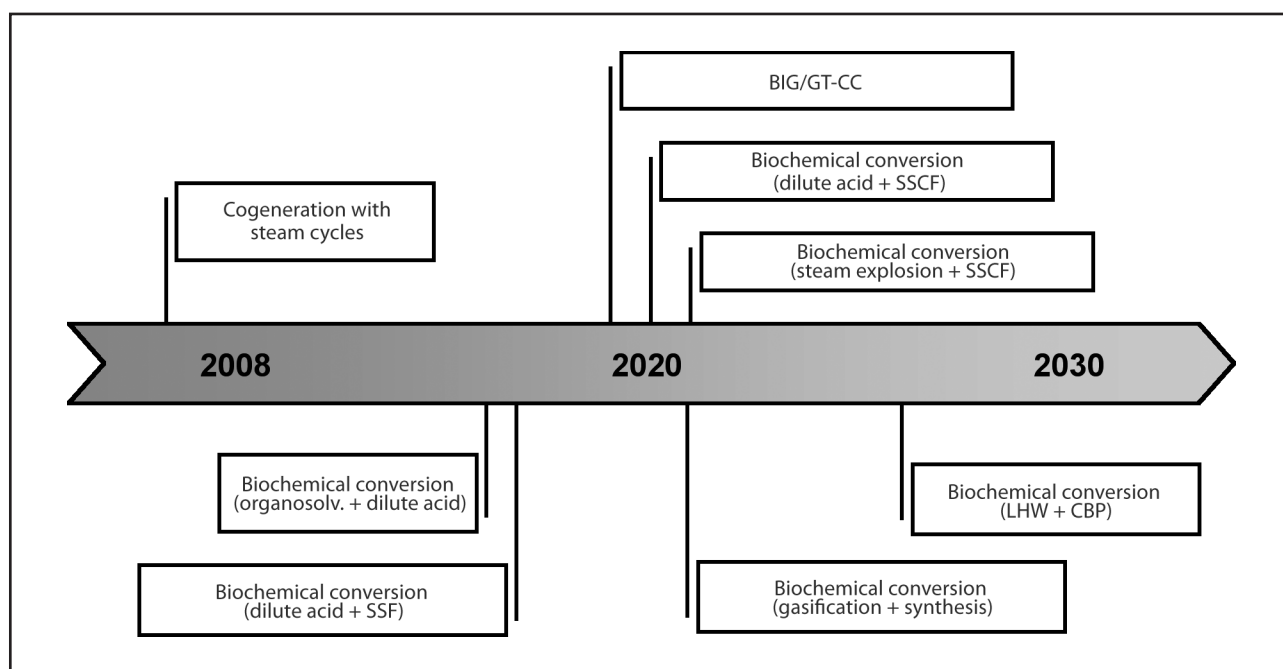 BIG/GT-CC
Biochemical conversion
(dilute acid + SSCF)
Cogeneration with
steam cycles
Biochemical conversion
(steam explosion + SSCF)
2008
2020
2030
Biochemical conversion
(organosolv. + dilute acid)
Biochemical conversion
(LHW + CBP)
Biochemical conversion
(dilute acid + SSF)
Biochemical conversion
(gasification + synthesis)